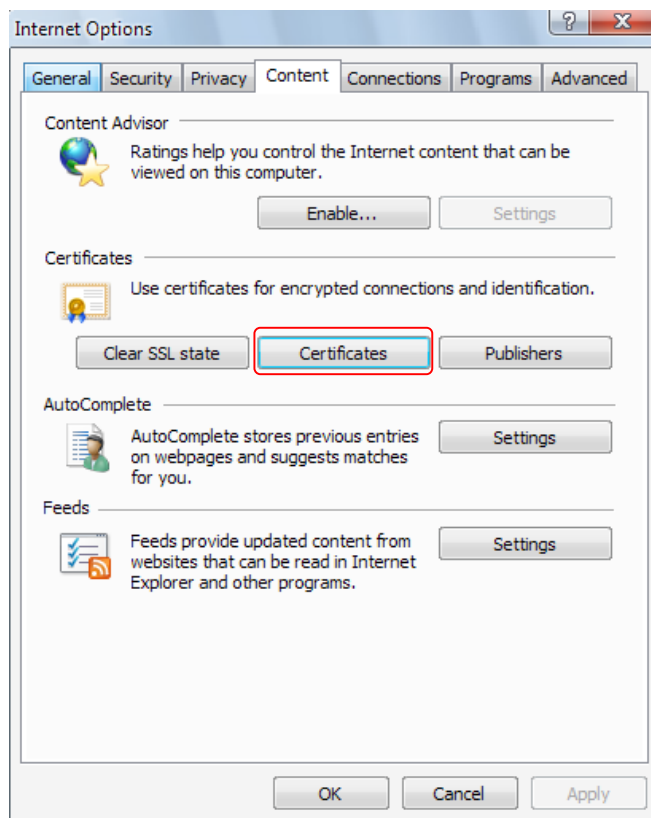 Internet Options
General Security Privacy Content Connections Programs Advanced
Content Advisor
Ratings help you control the Internet content that can be
viewed on this computer.
Enable... Settings
Certificates
Use certificates for encrypted connections and identification.
Clear SSL state Certificates Publishers
AutoComplete
AutoComplete stores previous entries
on webpages and suggests matches
for you.
Settings
Feeds
Feeds provide updated content from
websites that can be read in Internet
Explorer and other programs.
Settings
OK Cancel Apply